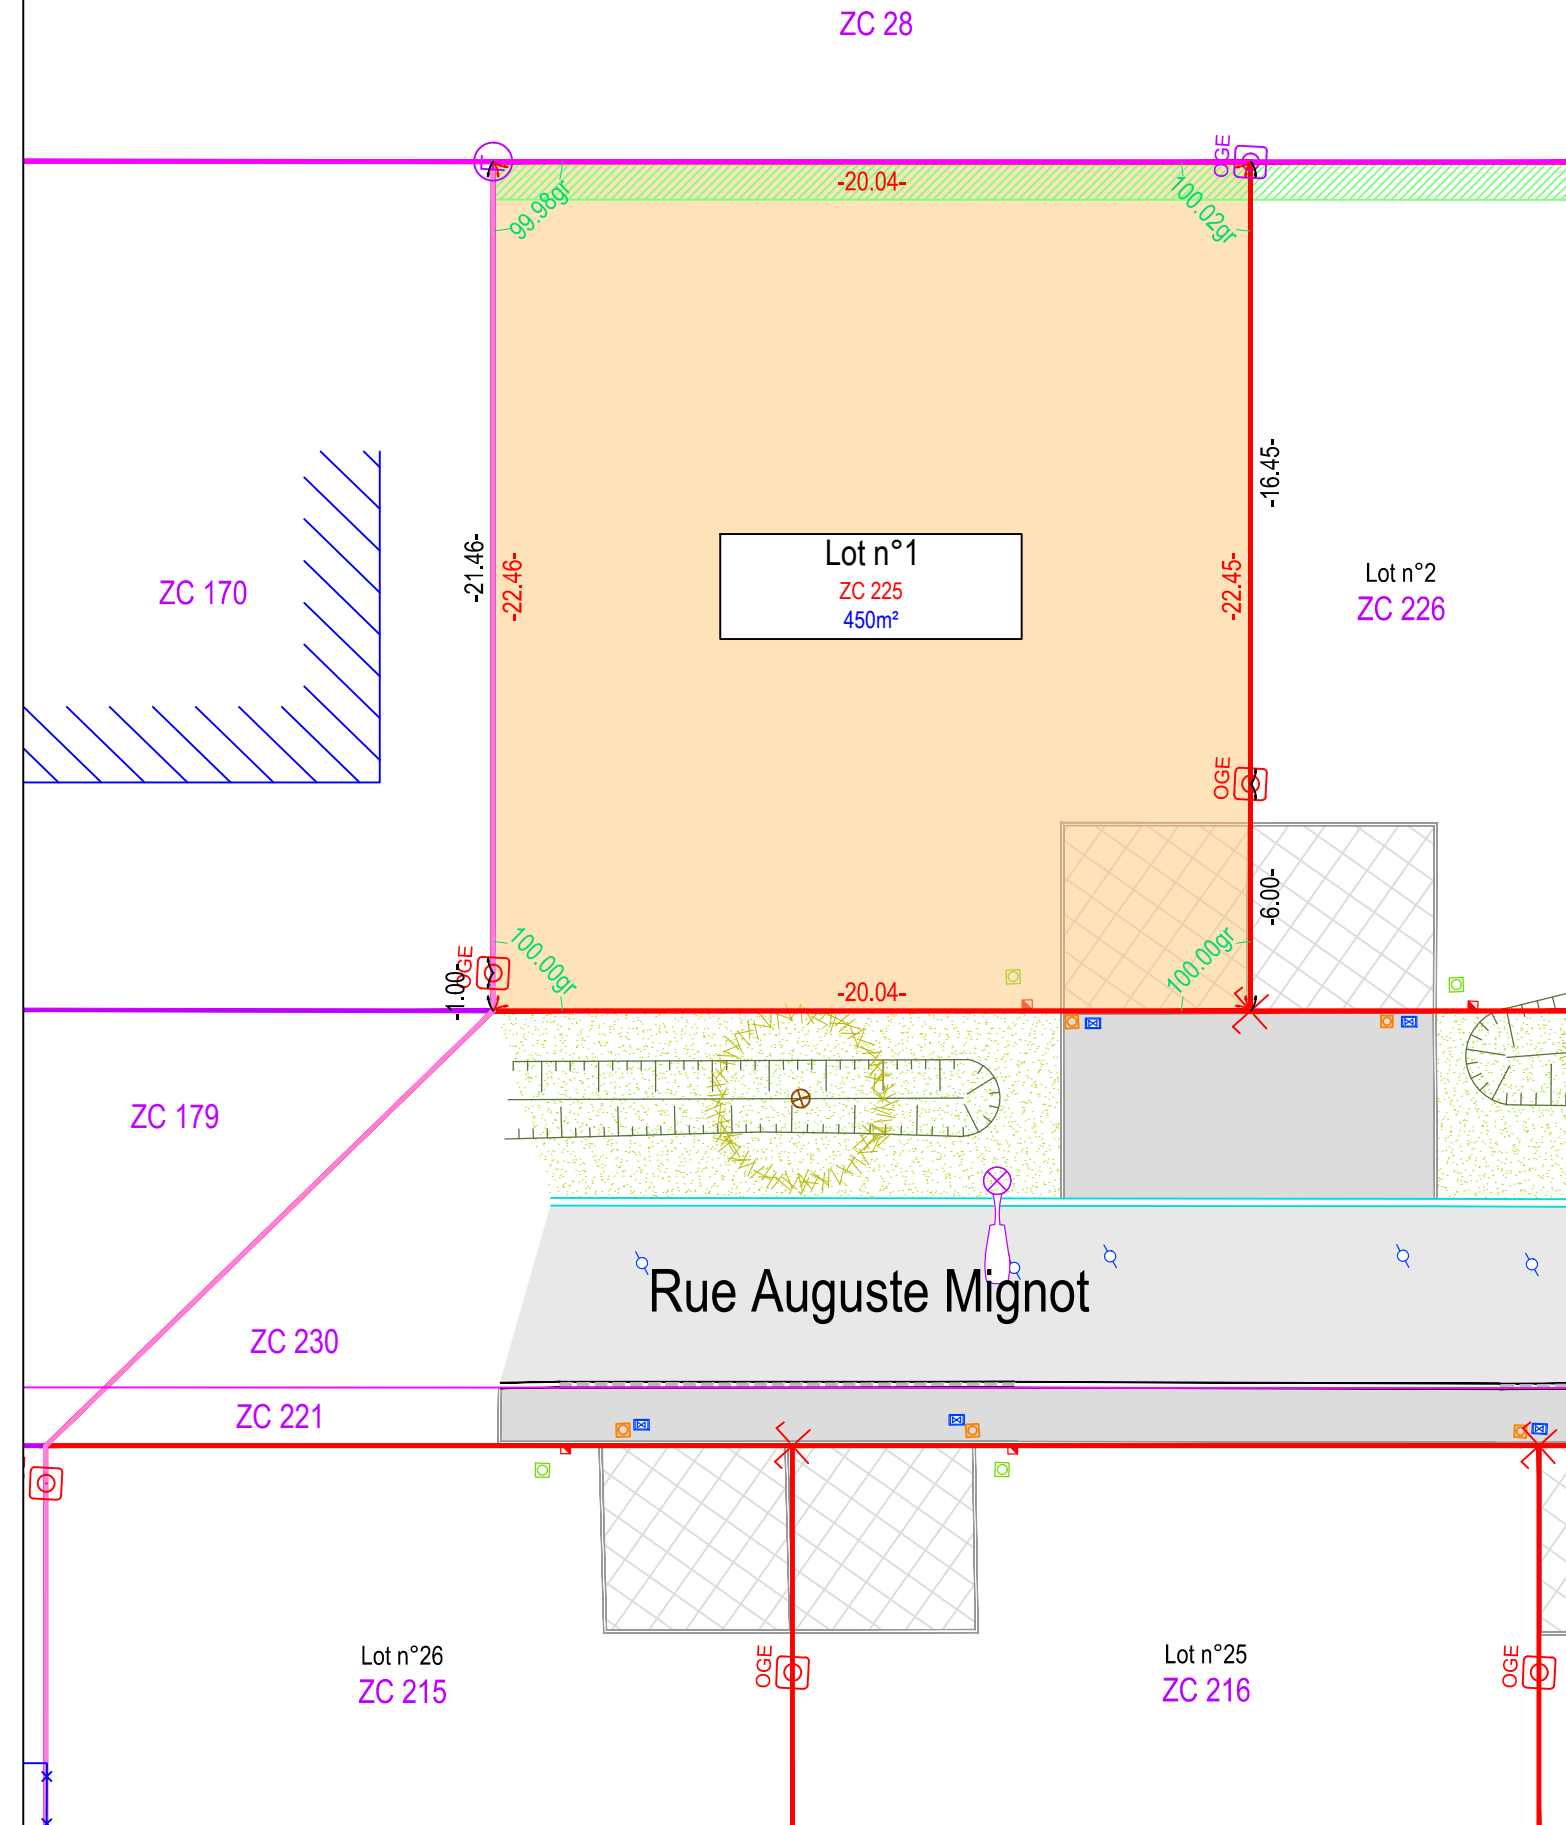 ZC 28
OGE
-20.04-
99.98gr
100.02gr
-16.45-
-21.46-
-22.46-
-22.45-
Lot n°1
ZC 225
450m²
Lot n°2
ZC 226
ZC 170
OGE
-6.00-
OGE
-1.00-
100.00gr
100.00gr
-20.04-
ZC 179
Rue Auguste Mignot
ZC 230
ZC 221
Lot n°26
ZC 215
OGE
Lot n°25
ZC 216
OGE